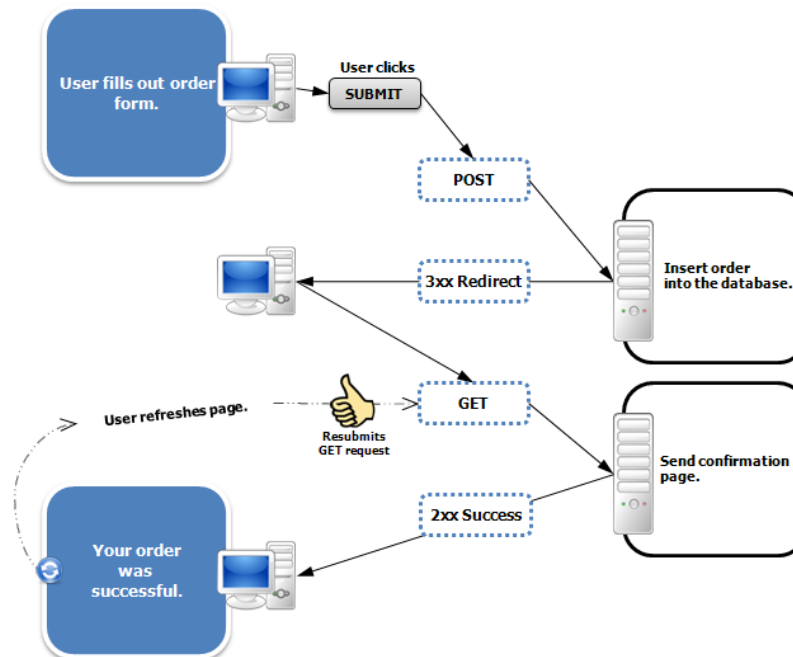 User fills out order
form.
User clicks
SUBMIT
POST
3xx Redirect
Insert order
into the database.
User refreshes page.
Resubmits
GET request
GET
Send confirmation
page.
2xx Success
Your order
was
successful.